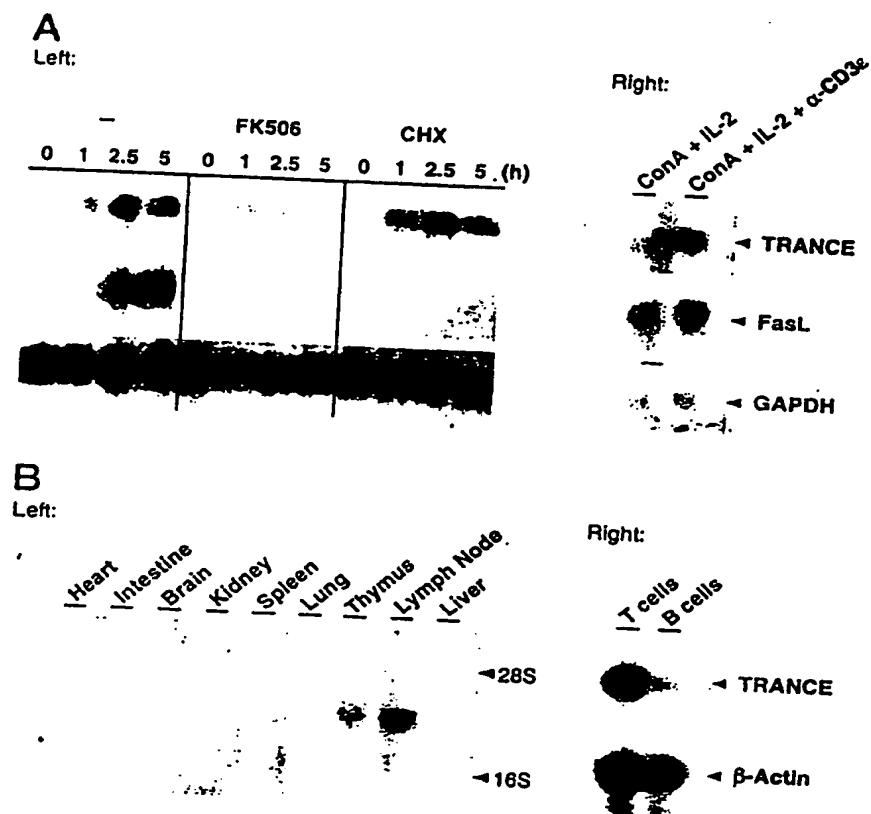 A
Left:
– FK506 CHX
0 1 2.5 5 0 1 2.5 5 0 1 2.5 5 . (h)
Right:
ConA + IL-2
ConA + IL-2 + α-CD3ε
TRANCE
FasL
GAPDH
B
Left:
Heart
Intestine
Brain
Kidney
Spleen
Lung
Thymus
Lymph Node
Liver
28S
16S
Right:
T cells
B cells
TRANCE
β-Actin